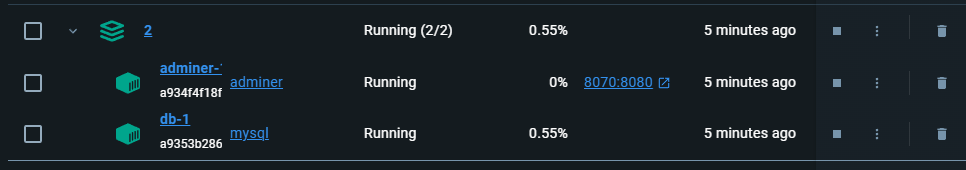 2 Running (2/2) 0.55% 5 minutes ago
adminer-
a934f4f18f adminer Running 0% 8070:8080 5 minutes ago
db-1
a9353b286 mysql Running 0.55% 5 minutes ago